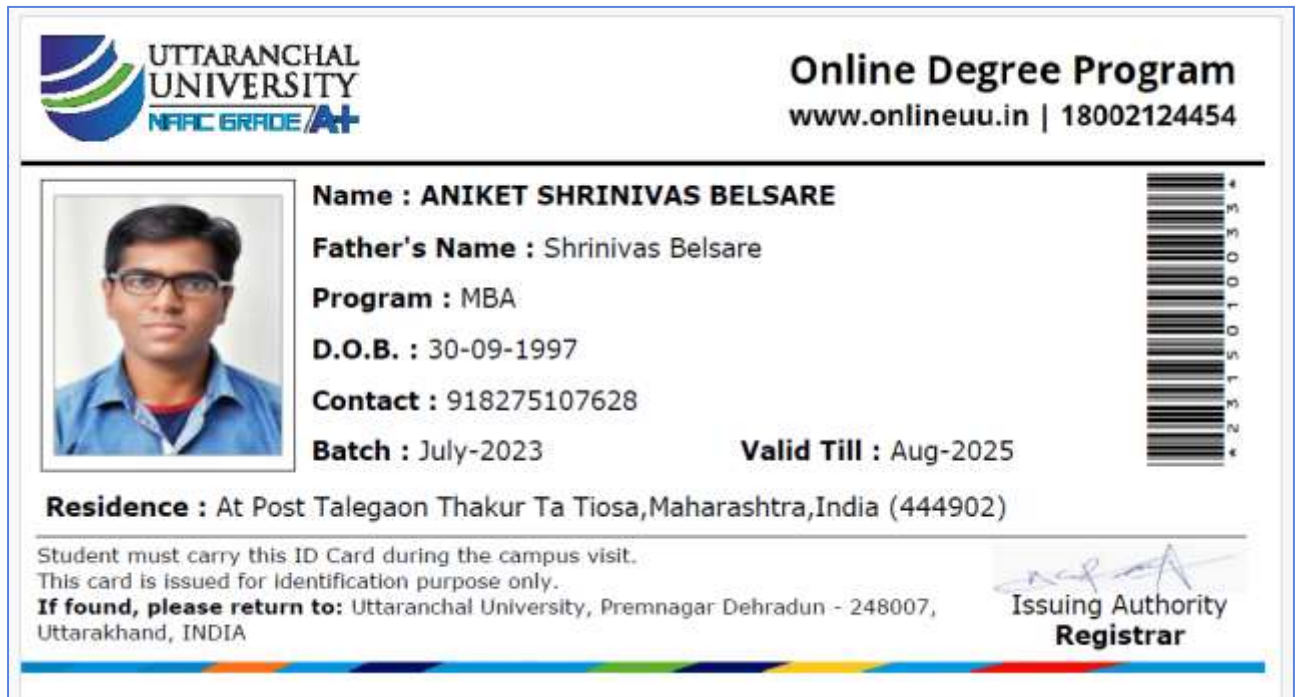 UTTARANCHAL
UNIVERSITY
NAAC GRADE A+
Online Degree Program
www.onlineuu.in | 18002124454
Name : ANIKET SHRINIVAS BELSARE
Father's Name : Shrinivas Belsare
Program : MBA
D.O.B. : 30-09-1997
Contact : 918275107628
Batch : July-2023 Valid Till : Aug-2025
*231501000334*
Residence : At Post Talegaon Thakur Ta Tiosa,Maharashtra,India (444902)
Student must carry this ID Card during the campus visit.
This card is issued for identification purpose only.
If found, please return to: Uttaranchal University, Premnagar Dehradun - 248007,
Uttarakhand, INDIA
Issuing Authority
Registrar